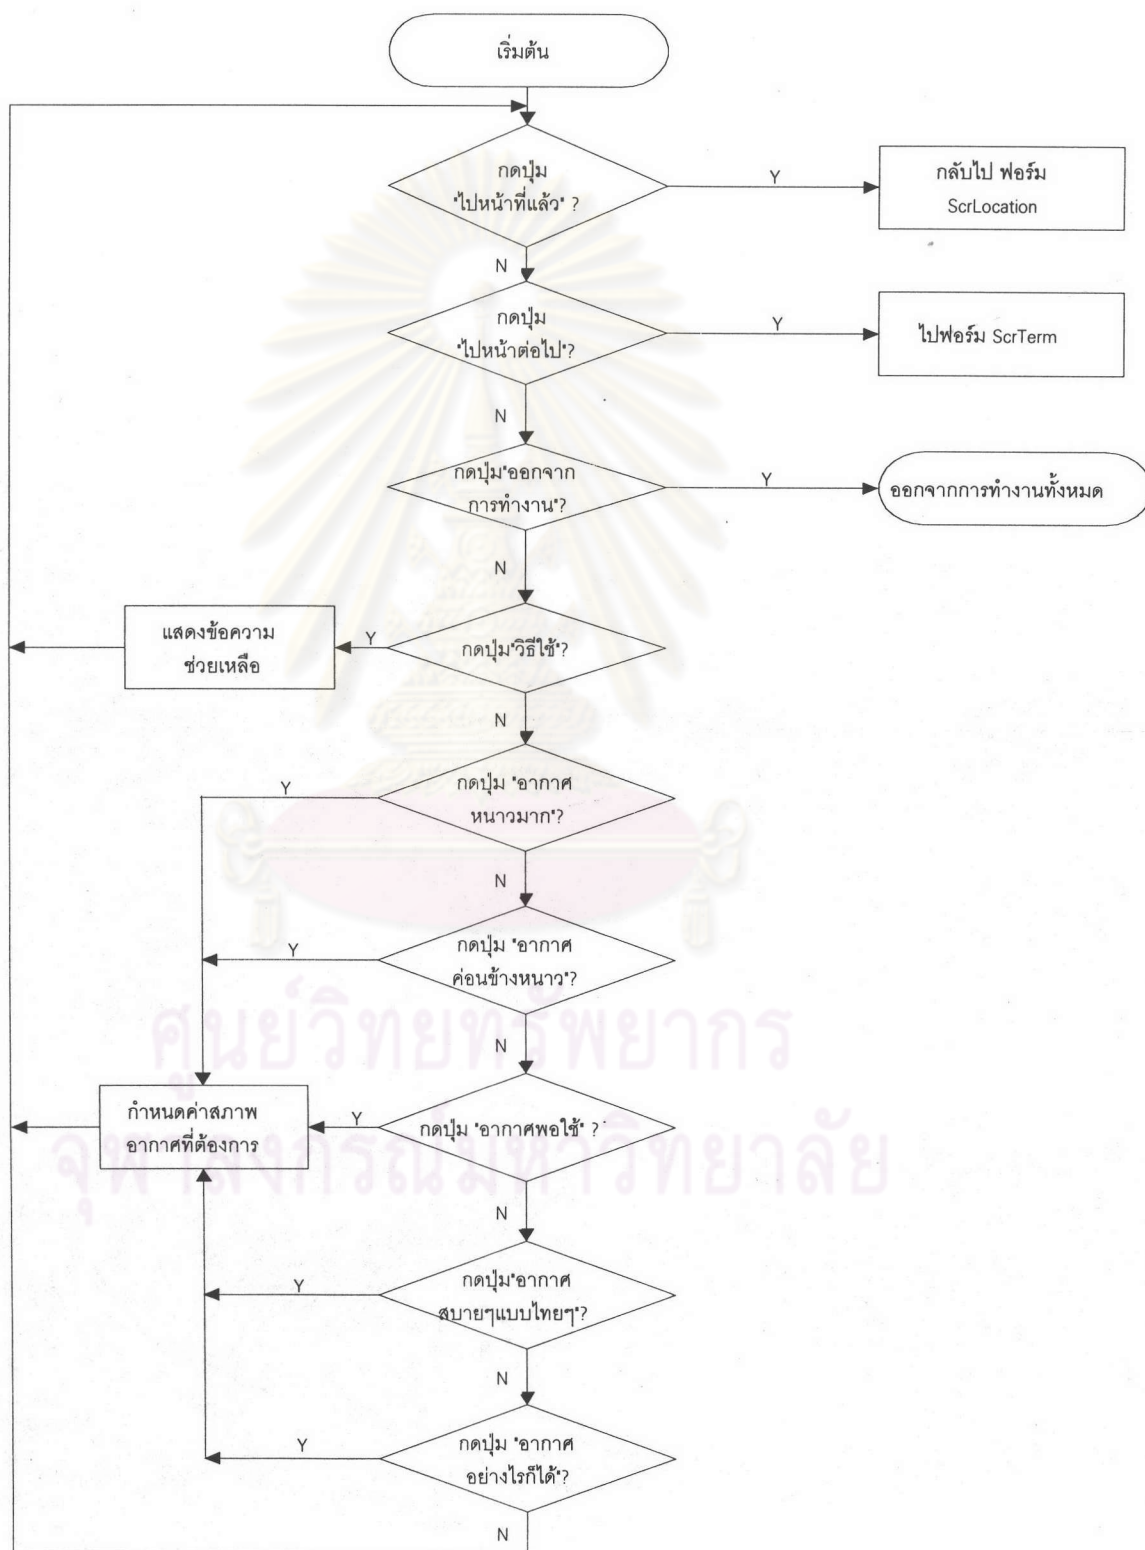 เริ่มต้น
กดปุ่ม
"ไปหน้าที่แล้ว" ?
Y
กลับไป ฟอร์ม
ScrLocation
N
กดปุ่ม
"ไปหน้าต่อไป"?
Y
ไปฟอร์ม ScrTerm
N
กดปุ่ม"ออกจาก
การทำงาน"?
Y
ออกจากการทำงานทั้งหมด
N
กดปุ่ม"วิธีใช้"?
Y
แสดงข้อความ
ช่วยเหลือ
N
กดปุ่ม "อากาศ
หนาวมาก"?
Y
N
กดปุ่ม "อากาศ
ค่อนข้างหนาว"?
Y
N
กดปุ่ม "อากาศพอใช้" ?
Y
กำหนดค่าสภาพ
อากาศที่ต้องการ
N
กดปุ่ม"อากาศ
สบายๆแบบไทยๆ"?
Y
N
กดปุ่ม "อากาศ
อย่างไรก็ได้"?
Y
N
ศูนย์วิทยทรัพยากร
จุฬาลงกรณ์มหาวิทยาลัย